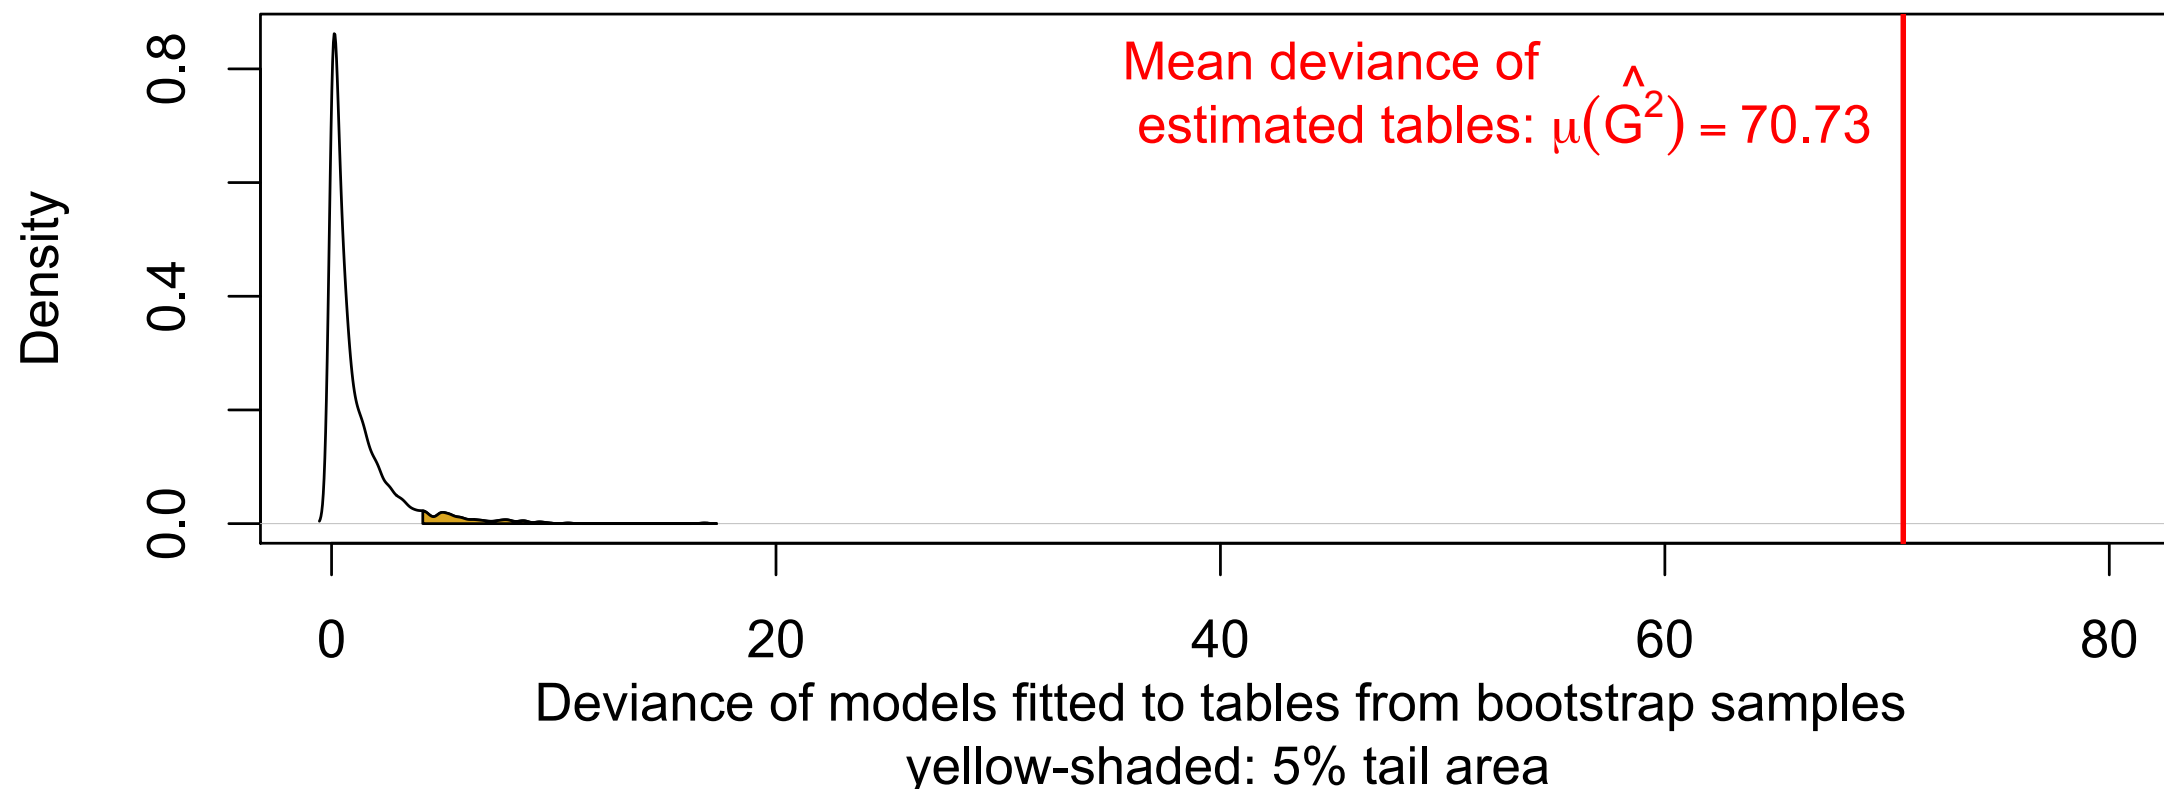 Mean deviance of
estimated tables: μ(Ĝ²) = 70.73
Density
0.8
0.4
0.0
0 20 40 60 80
Deviance of models fitted to tables from bootstrap samples
yellow-shaded: 5% tail area